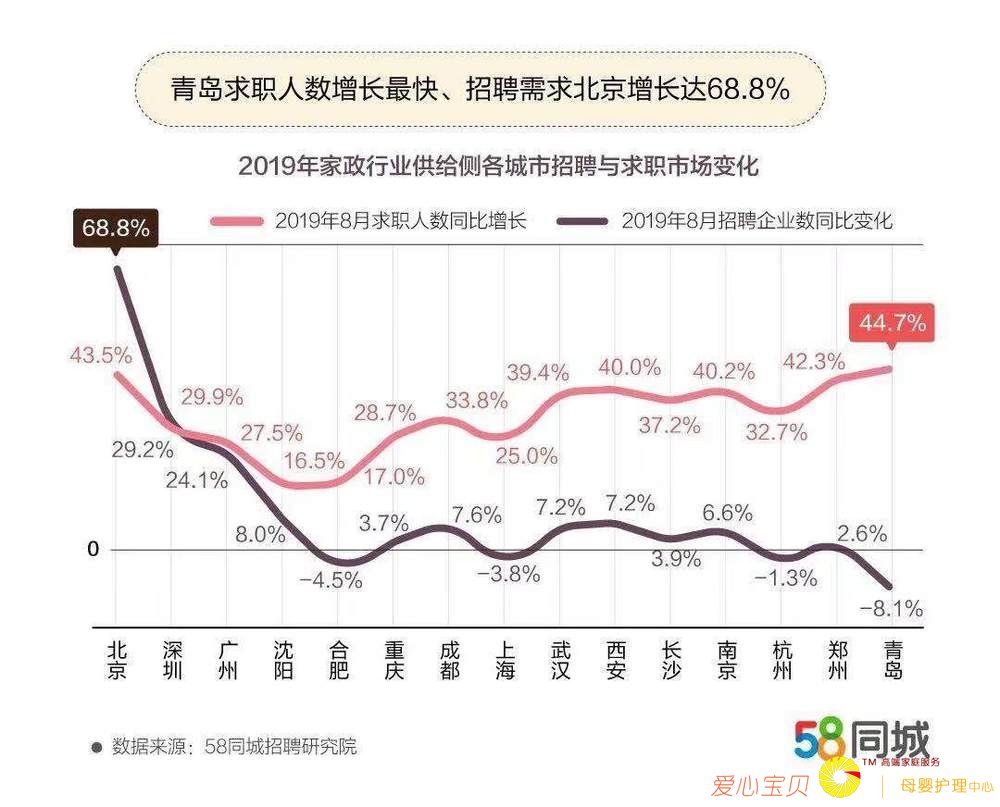 青岛求职人数增长最快、招聘需求北京增长达68.8%
2019年家政行业供给侧各城市招聘与求职市场变化
2019年8月求职人数同比增长
2019年8月招聘企业数同比变化
68.8%
44.7%
43.5%
29.9%
27.5%
16.5%
28.7%
17.0%
33.8%
25.0%
39.4%
40.0%
37.2%
40.2%
32.7%
42.3%
29.2%
24.1%
8.0%
−4.5%
3.7%
7.6%
−3.8%
7.2%
7.2%
3.9%
6.6%
−1.3%
2.6%
−8.1%
0
北京
深圳
广州
沈阳
合肥
重庆
成都
上海
武汉
西安
长沙
南京
杭州
郑州
青岛
● 数据来源：58同城招聘研究院
58同城
TM 高端家庭服务
爱心宝贝
母婴护理中心